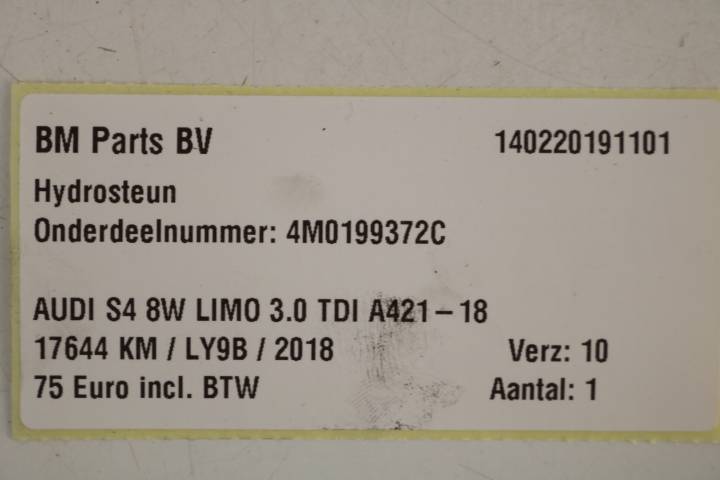 BM Parts BV 140220191101
Hydrosteun
Onderdeelnummer: 4M0199372C
AUDI S4 8W LIMO 3.0 TDI A421-18
17644 KM / LY9B / 2018 Verz: 10
75 Euro incl. BTW Aantal: 1